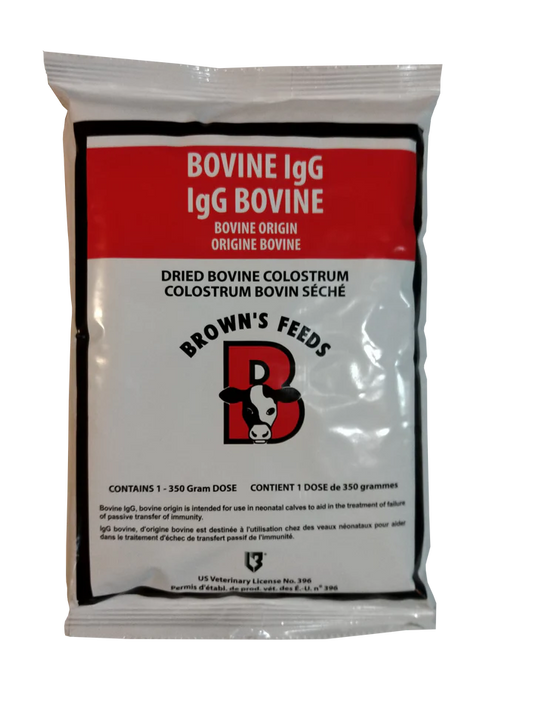 BOVINE IgG
IgG BOVINE
BOVINE ORIGIN
ORIGINE BOVINE
DRIED BOVINE COLOSTRUM
COLOSTRUM BOVIN SÉCHÉ
BROWN'S FEEDS
B
CONTAINS 1 - 350 Gram DOSE CONTIENT 1 DOSE de 350 grammes
Bovine IgG, bovine origin is intended for use in neonatal calves to aid in the treatment of failure
of passive transfer of immunity.
IgG bovine, d'origine bovine est destinée à l'utilisation chez des veaux néonataux pour aider
dans le traitement d'échec de transfert passif de l'immunité.
US Veterinary License No. 396
Permis d'établ. de prod. vét. des É.-U. n° 396